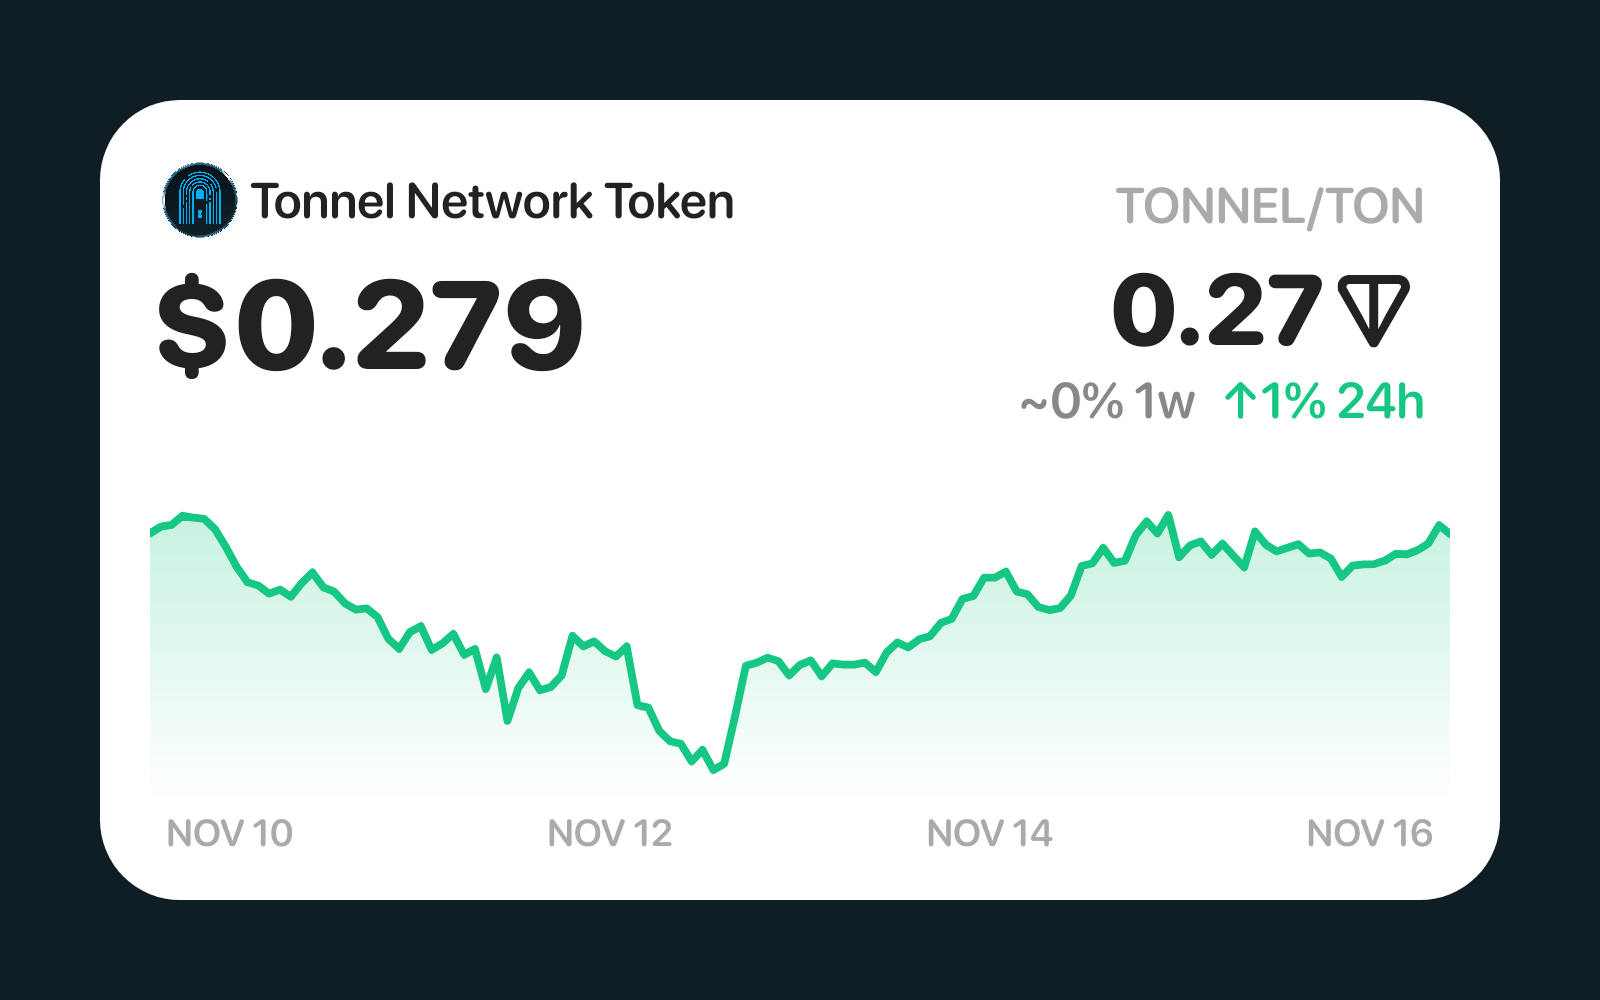 Tonnel Network Token
TONNEL/TON
$0.279
0.27
~0% 1w ↑1% 24h
NOV 10
NOV 12
NOV 14
NOV 16